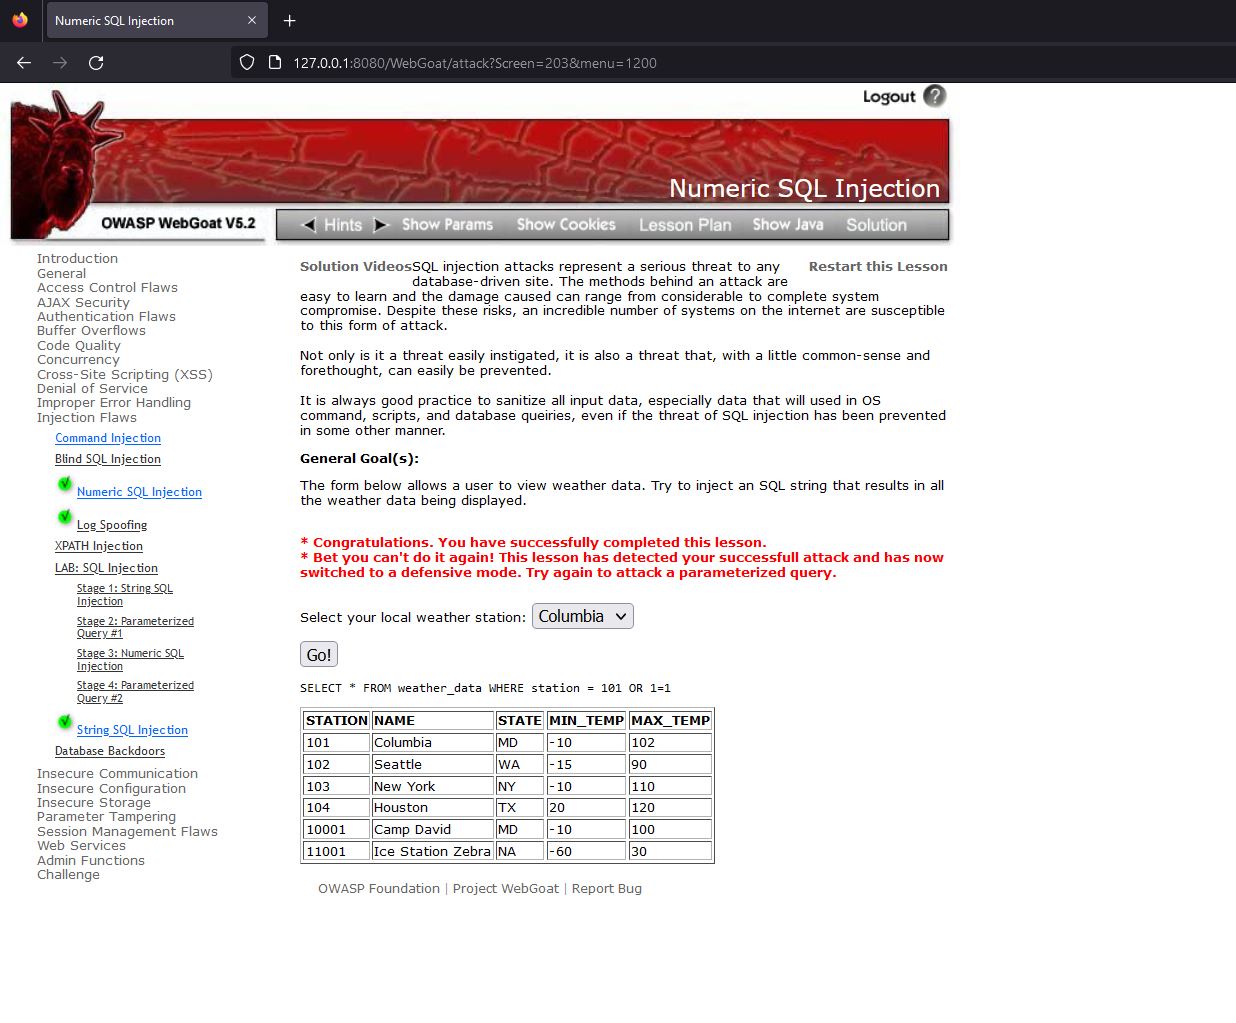 Numeric SQL Injection
127.0.0.1:8080/WebGoat/attack?Screen=203&menu=1200
Logout ?
Numeric SQL Injection
OWASP WebGoat V5.2
Hints Show Params Show Cookies Lesson Plan Show Java Solution
Introduction
General
Access Control Flaws
AJAX Security
Authentication Flaws
Buffer Overflows
Code Quality
Concurrency
Cross-Site Scripting (XSS)
Denial of Service
Improper Error Handling
Injection Flaws
Command Injection
Blind SQL Injection
Numeric SQL Injection
Log Spoofing
XPATH Injection
LAB: SQL Injection
Stage 1: String SQL
Injection
Stage 2: Parameterized
Query #1
Stage 3: Numeric SQL
Injection
Stage 4: Parameterized
Query #2
String SQL Injection
Database Backdoors
Insecure Communication
Insecure Configuration
Insecure Storage
Parameter Tampering
Session Management Flaws
Web Services
Admin Functions
Challenge
Solution Videos SQL injection attacks represent a serious threat to any Restart this Lesson
database-driven site. The methods behind an attack are
easy to learn and the damage caused can range from considerable to complete system
compromise. Despite these risks, an incredible number of systems on the internet are susceptible
to this form of attack.
Not only is it a threat easily instigated, it is also a threat that, with a little common-sense and
forethought, can easily be prevented.
It is always good practice to sanitize all input data, especially data that will used in OS
command, scripts, and database queiries, even if the threat of SQL injection has been prevented
in some other manner.
General Goal(s):
The form below allows a user to view weather data. Try to inject an SQL string that results in all
the weather data being displayed.
* Congratulations. You have successfully completed this lesson.
* Bet you can't do it again! This lesson has detected your successfull attack and has now
switched to a defensive mode. Try again to attack a parameterized query.
Select your local weather station: Columbia
Go!
SELECT * FROM weather_data WHERE station = 101 OR 1=1
STATION NAME STATE MIN_TEMP MAX_TEMP
101 Columbia MD -10 102
102 Seattle WA -15 90
103 New York NY -10 110
104 Houston TX 20 120
10001 Camp David MD -10 100
11001 Ice Station Zebra NA -60 30
OWASP Foundation | Project WebGoat | Report Bug